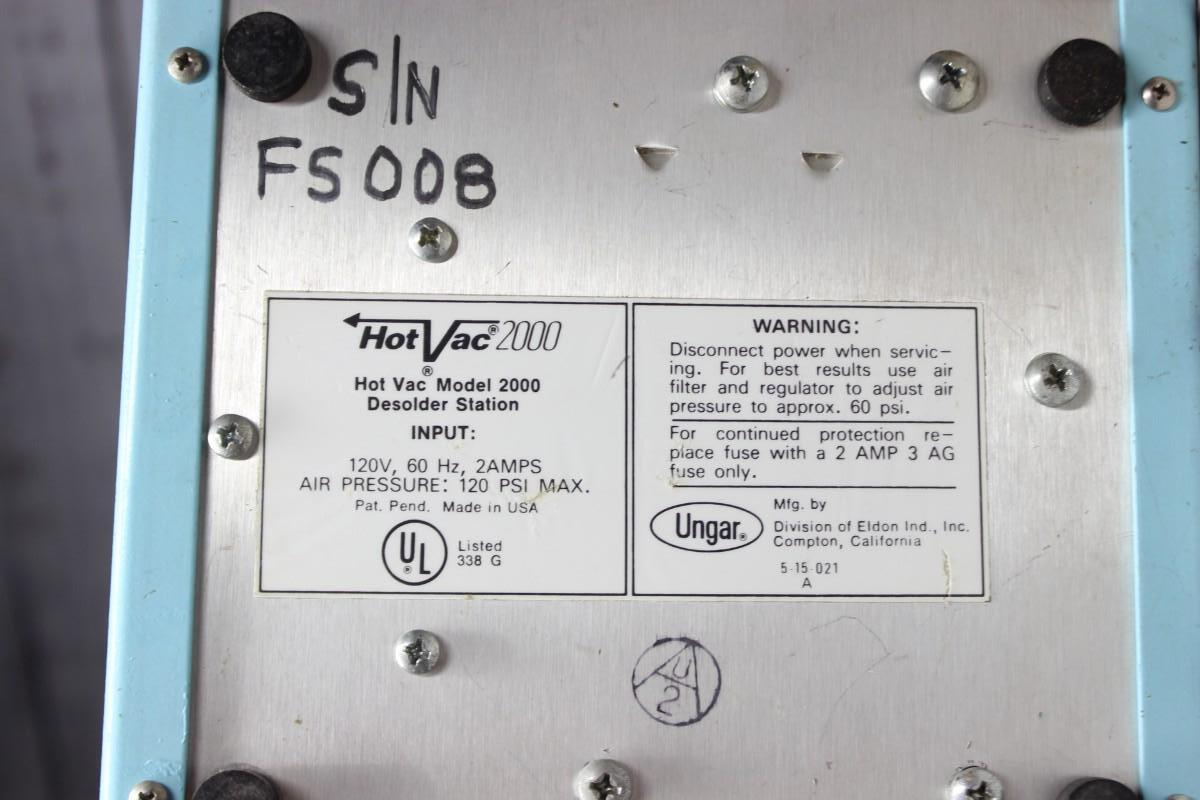 S/N
FS008
HotVac® 2000
®
Hot Vac Model 2000
Desolder Station
INPUT:
120V, 60 Hz, 2AMPS
AIR PRESSURE: 120 PSI MAX.
Pat. Pend. Made in USA
UL®
Listed
338 G
WARNING:
Disconnect power when servic-
ing. For best results use air
filter and regulator to adjust air
pressure to approx. 60 psi.
For continued protection re-
place fuse with a 2 AMP 3 AG
fuse only.
Ungar®
Mfg. by
Division of Eldon Ind., Inc.
Compton, California
5-15-021
A